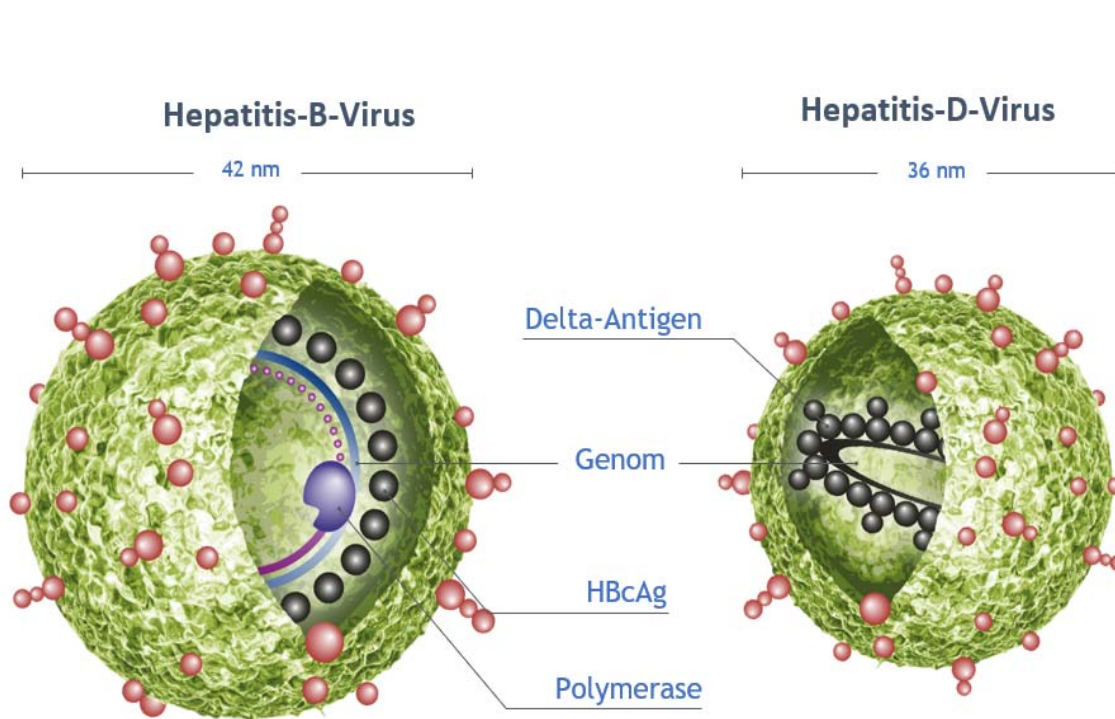 Hepatitis-B-Virus
Hepatitis-D-Virus
42 nm
36 nm
Delta-Antigen
Genom
HBcAg
Polymerase